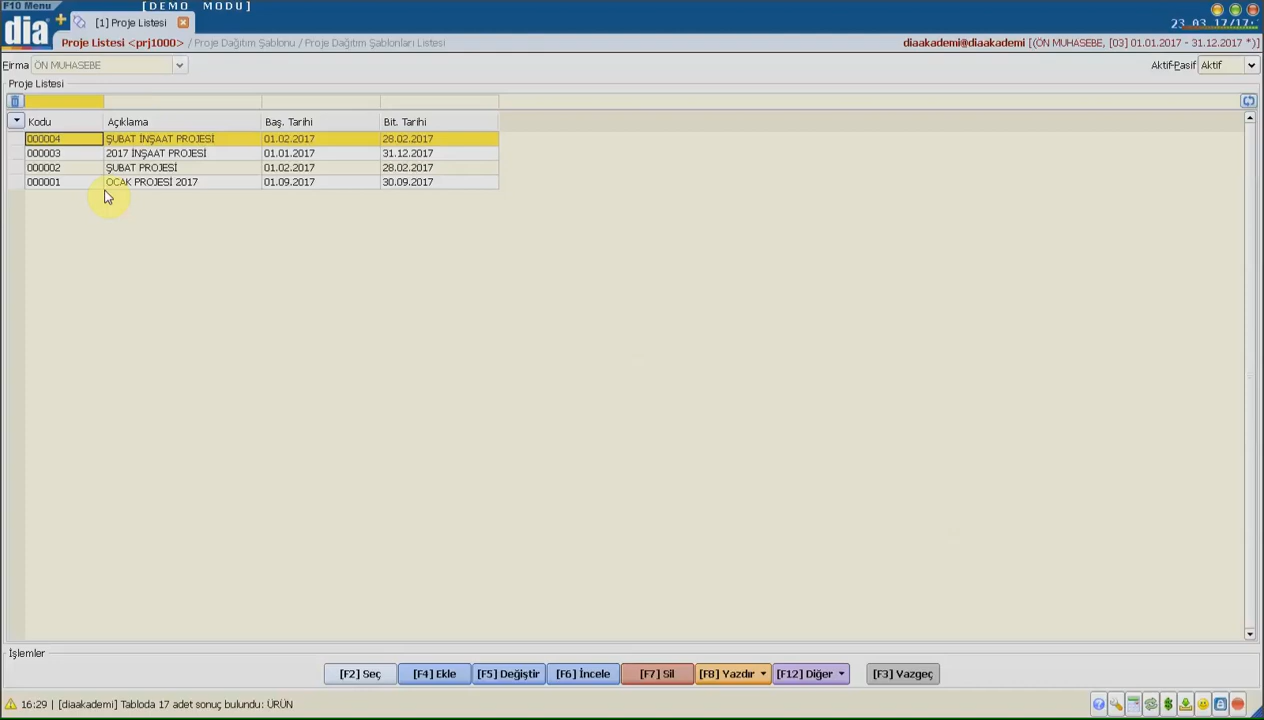 F10 Menu
[DEMO MODU]
dia
[1] Proje Listesi
Proje Listesi <prj1000> / Proje Dağıtım Şablonu / Proje Dağıtım Şablonları Listesi
diaakademi@diaakademi [(ÖN MUHASEBE, [03] 01.01.2017 - 31.12.2017 *)]
Firma ÖN MUHASEBE
Aktif-Pasif Aktif
Proje Listesi
Kodu Açıklama Baş. Tarihi Bit. Tarihi
000004 ŞUBAT İNŞAAT PROJESİ 01.02.2017 28.02.2017
000003 2017 İNŞAAT PROJESİ 01.01.2017 31.12.2017
000002 ŞUBAT PROJESİ 01.02.2017 28.02.2017
000001 OCAK PROJESİ 2017 01.09.2017 30.09.2017
İşlemler
[F2] Seç [F4] Ekle [F5] Değiştir [F6] İncele [F7] Sil [F8] Yazdır [F12] Diğer [F3] Vazgeç
16:29 | [diaakademi] Tabloda 17 adet sonuç bulundu: ÜRÜN